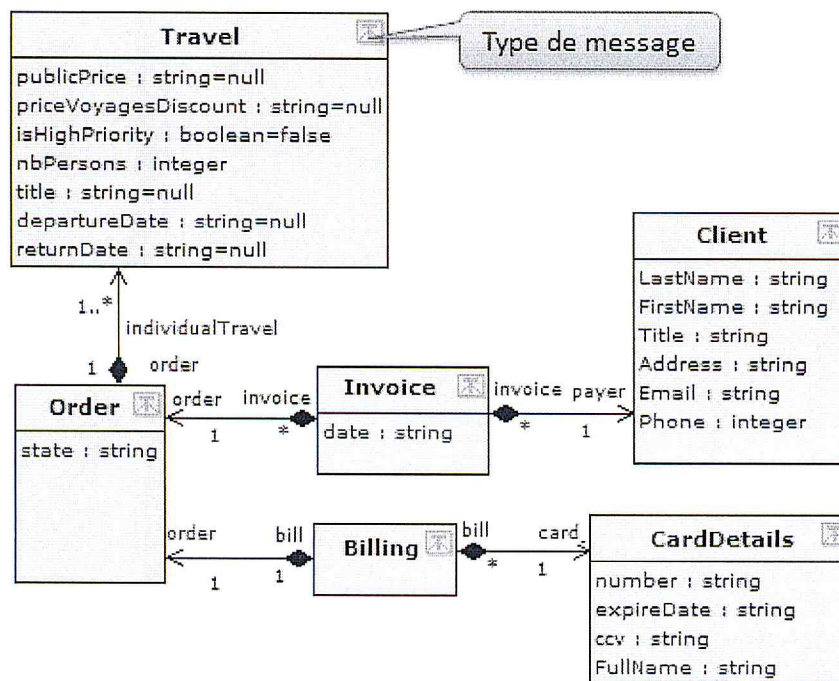 Travel
Type de message
publicPrice : string=null
priceVoyagesDiscount : string=null
isHighPriority : boolean=false
nbPersons : integer
title : string=null
departureDate : string=null
returnDate : string=null
Client
LastName : string
FirstName : string
Title : string
Address : string
Email : string
Phone : integer
1..*
individualTravel
1
order
Order
state : string
order
invoice
1
*
Invoice
date : string
invoice
payer
*
1
order
bill
1
1
Billing
bill
card
*
1
CardDetails
number : string
expireDate : string
ccv : string
FullName : string